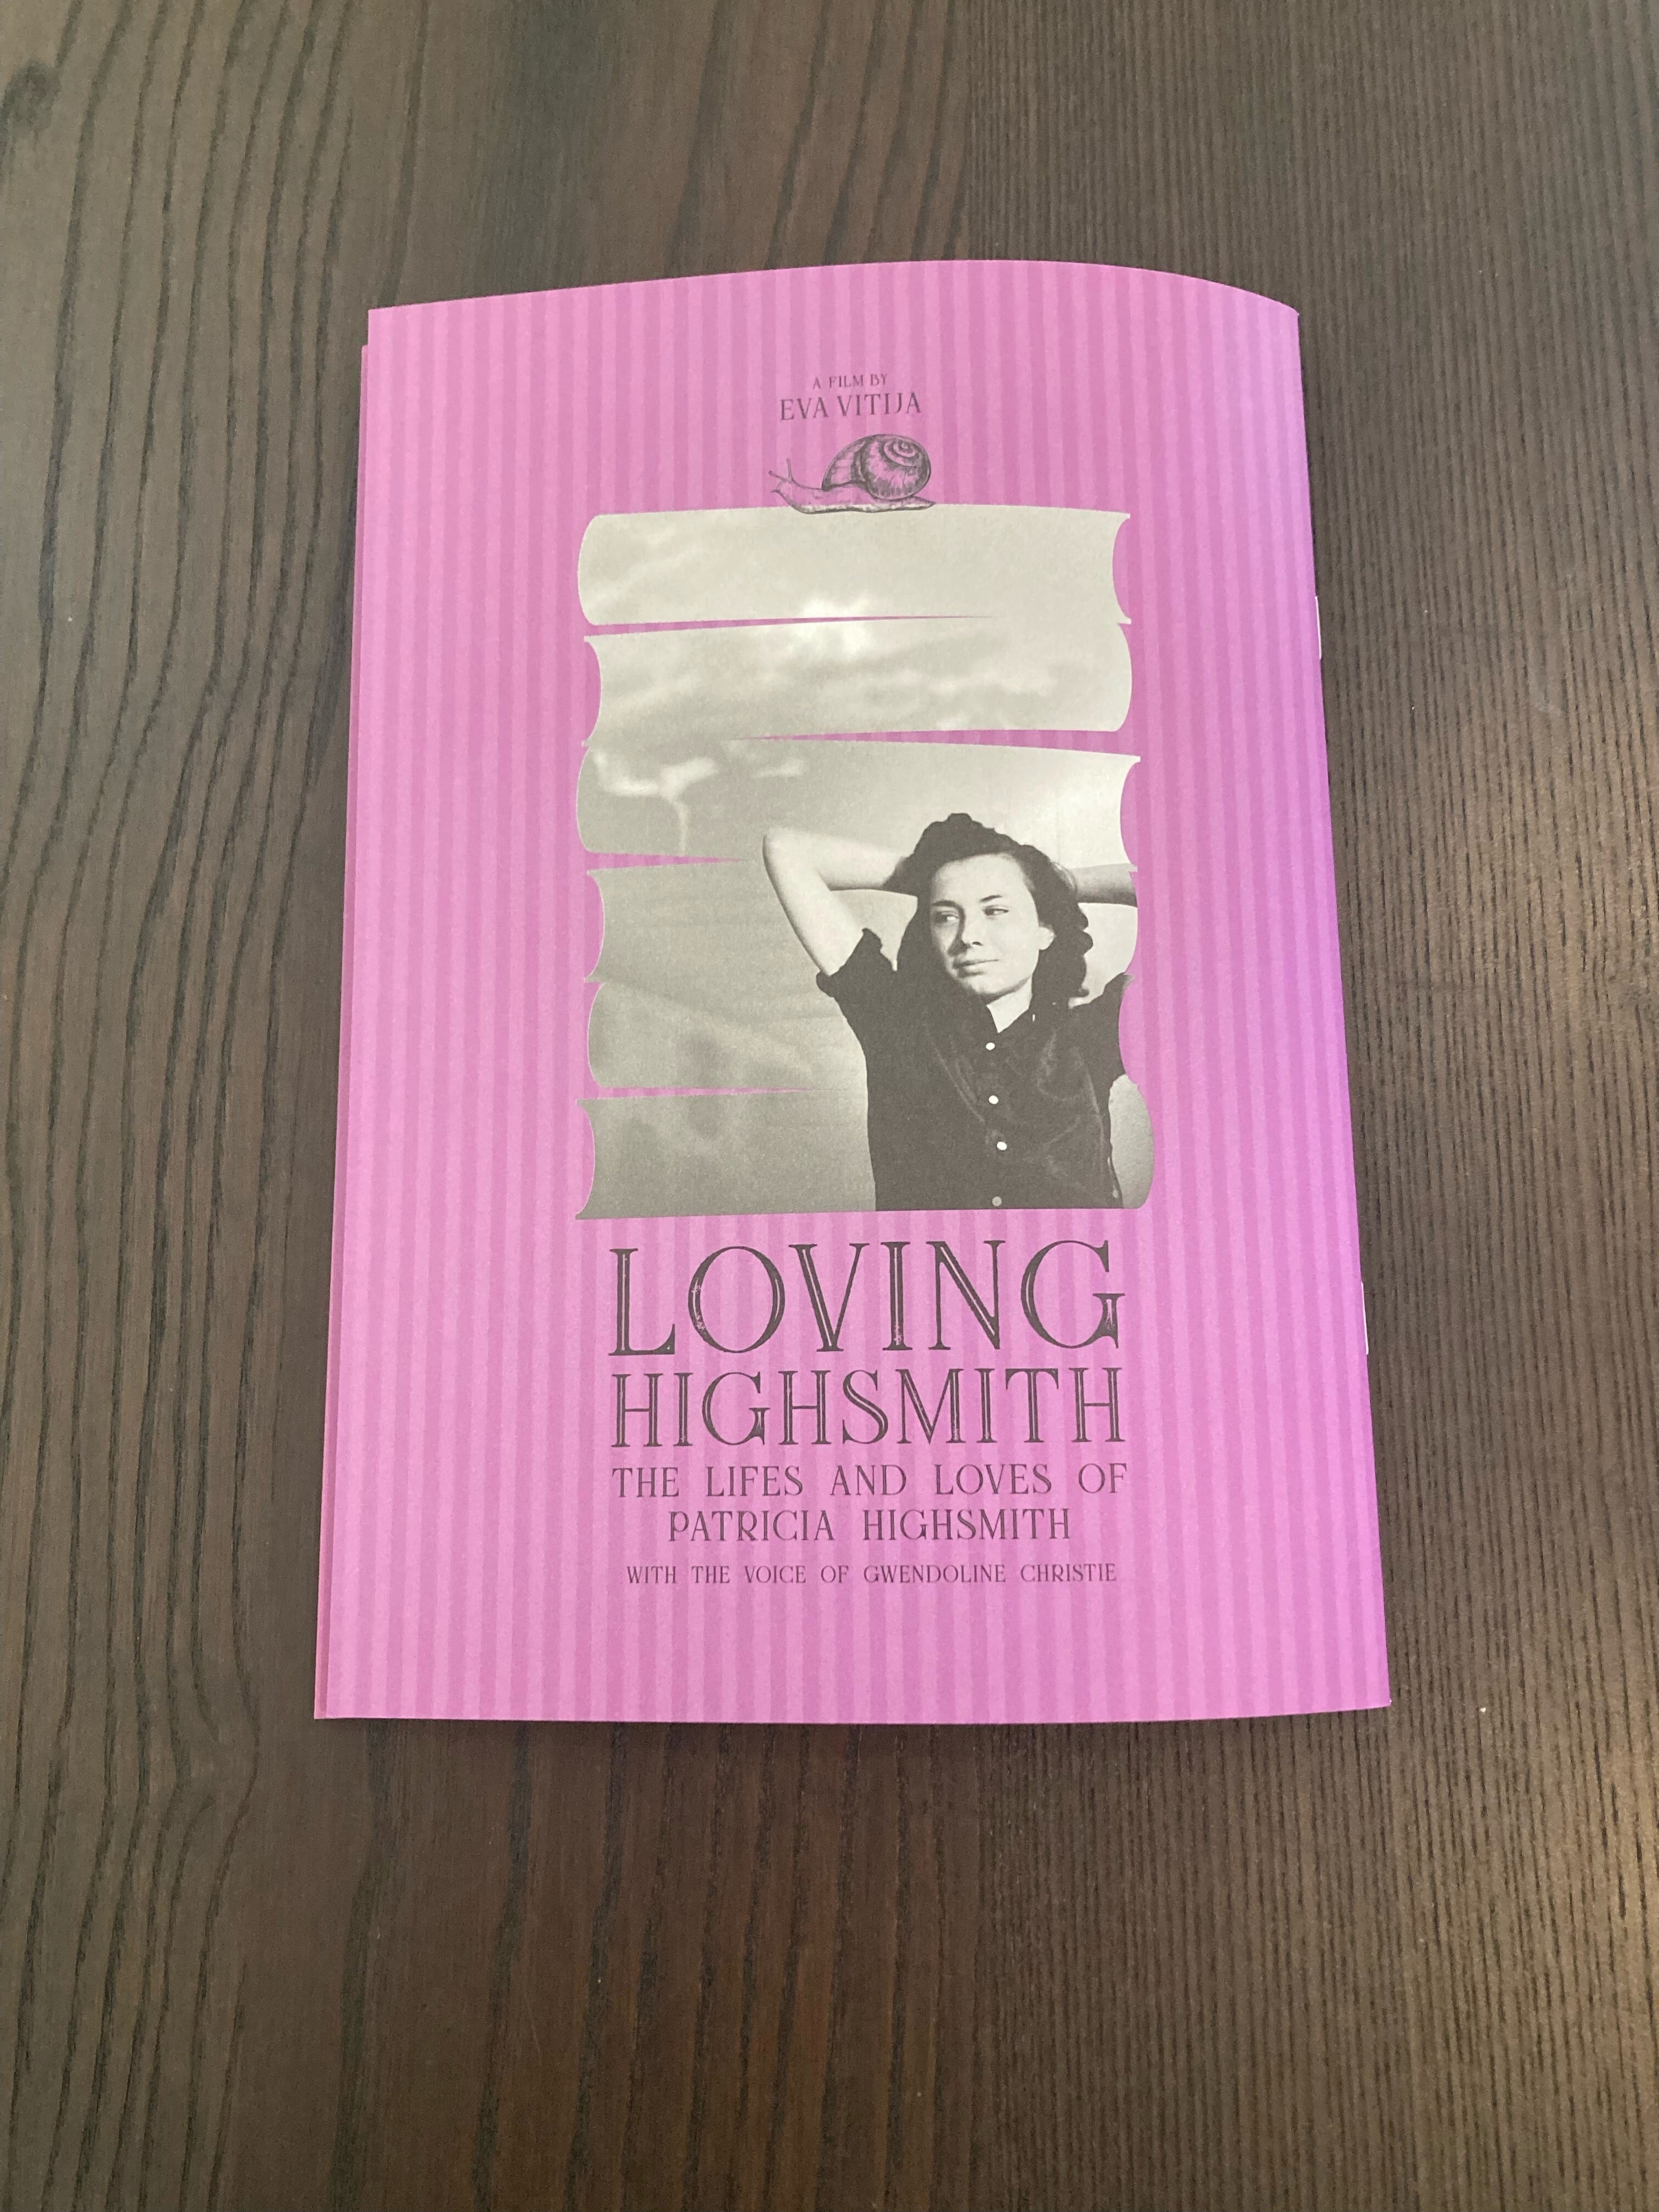 A FILM BY
EVA VITIJA
LOVING
HIGHSMITH
THE LIFES AND LOVES OF
PATRICIA HIGHSMITH
WITH THE VOICE OF GWENDOLINE CHRISTIE